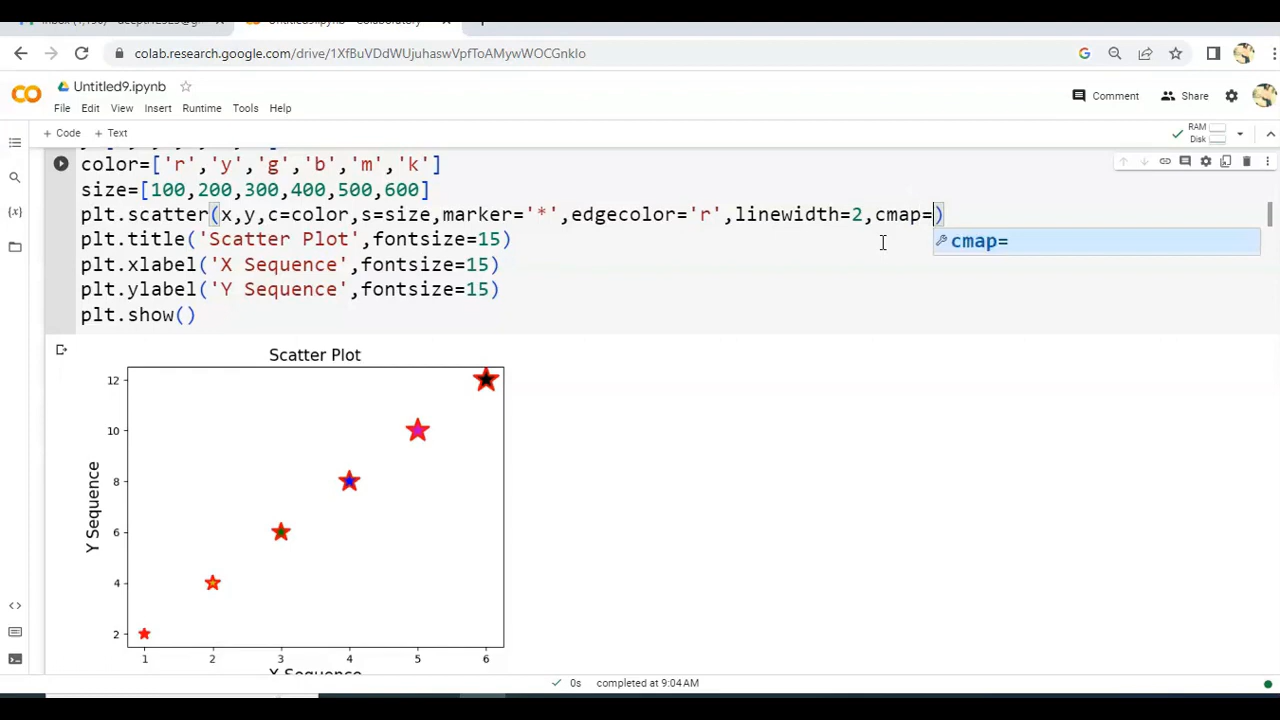 colab.research.google.com/drive/1XfBuVDdWUjuhaswVpfToAMywWOCGnkIo
Untitled9.ipynb
File Edit View Insert Runtime Tools Help
Comment
Share
+ Code + Text
RAM
Disk
color=['r','y','g','b','m','k']
size=[100,200,300,400,500,600]
plt.scatter(x,y,c=color,s=size,marker='*',edgecolor='r',linewidth=2,cmap=)
cmap=
plt.title('Scatter Plot',fontsize=15)
plt.xlabel('X Sequence',fontsize=15)
plt.ylabel('Y Sequence',fontsize=15)
plt.show()
Scatter Plot
12
10
8
6
4
2
Y Sequence
1 2 3 4 5 6
X Sequence
0s completed at 9:04 AM